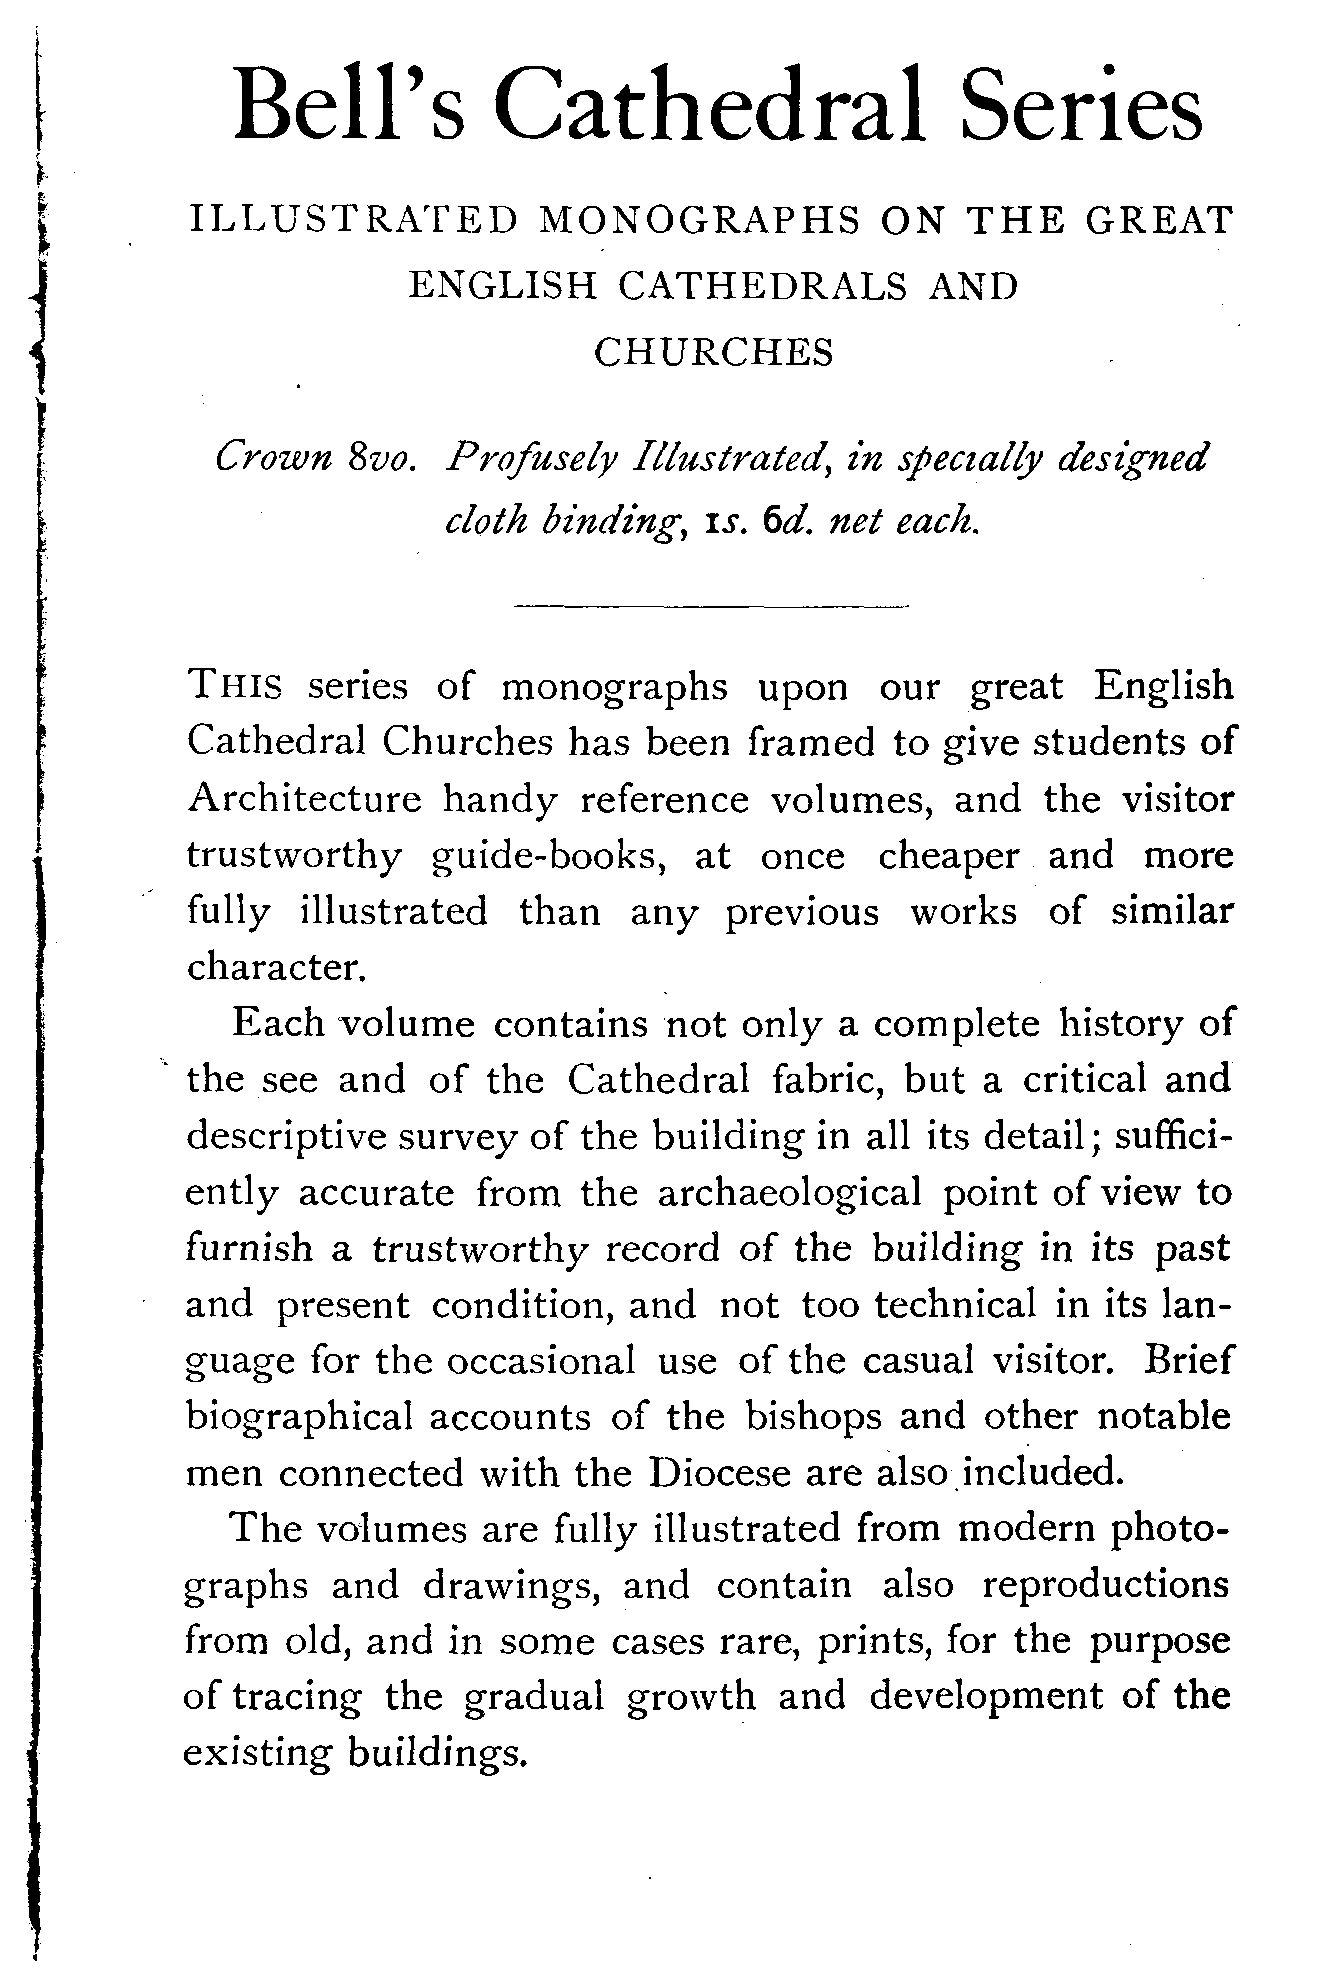 Bell's Cathedral Series
ILLUSTRATED MONOGRAPHS ON THE GREAT
ENGLISH CATHEDRALS AND
CHURCHES
Crown 8vo. Profusely Illustrated, in specially designed
cloth binding, 1s. 6d. net each.
THIS series of monographs upon our great English
Cathedral Churches has been framed to give students of
Architecture handy reference volumes, and the visitor
trustworthy guide-books, at once cheaper and more
fully illustrated than any previous works of similar
character.
Each volume contains not only a complete history of
the see and of the Cathedral fabric, but a critical and
descriptive survey of the building in all its detail; suffici-
ently accurate from the archaeological point of view to
furnish a trustworthy record of the building in its past
and present condition, and not too technical in its lan-
guage for the occasional use of the casual visitor. Brief
biographical accounts of the bishops and other notable
men connected with the Diocese are also included.
The volumes are fully illustrated from modern photo-
graphs and drawings, and contain also reproductions
from old, and in some cases rare, prints, for the purpose
of tracing the gradual growth and development of the
existing buildings.